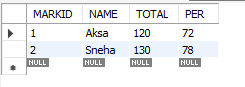 MARKID NAME TOTAL PER
1 Aksa 120 72
2 Sneha 130 78
NULL NULL NULL NULL